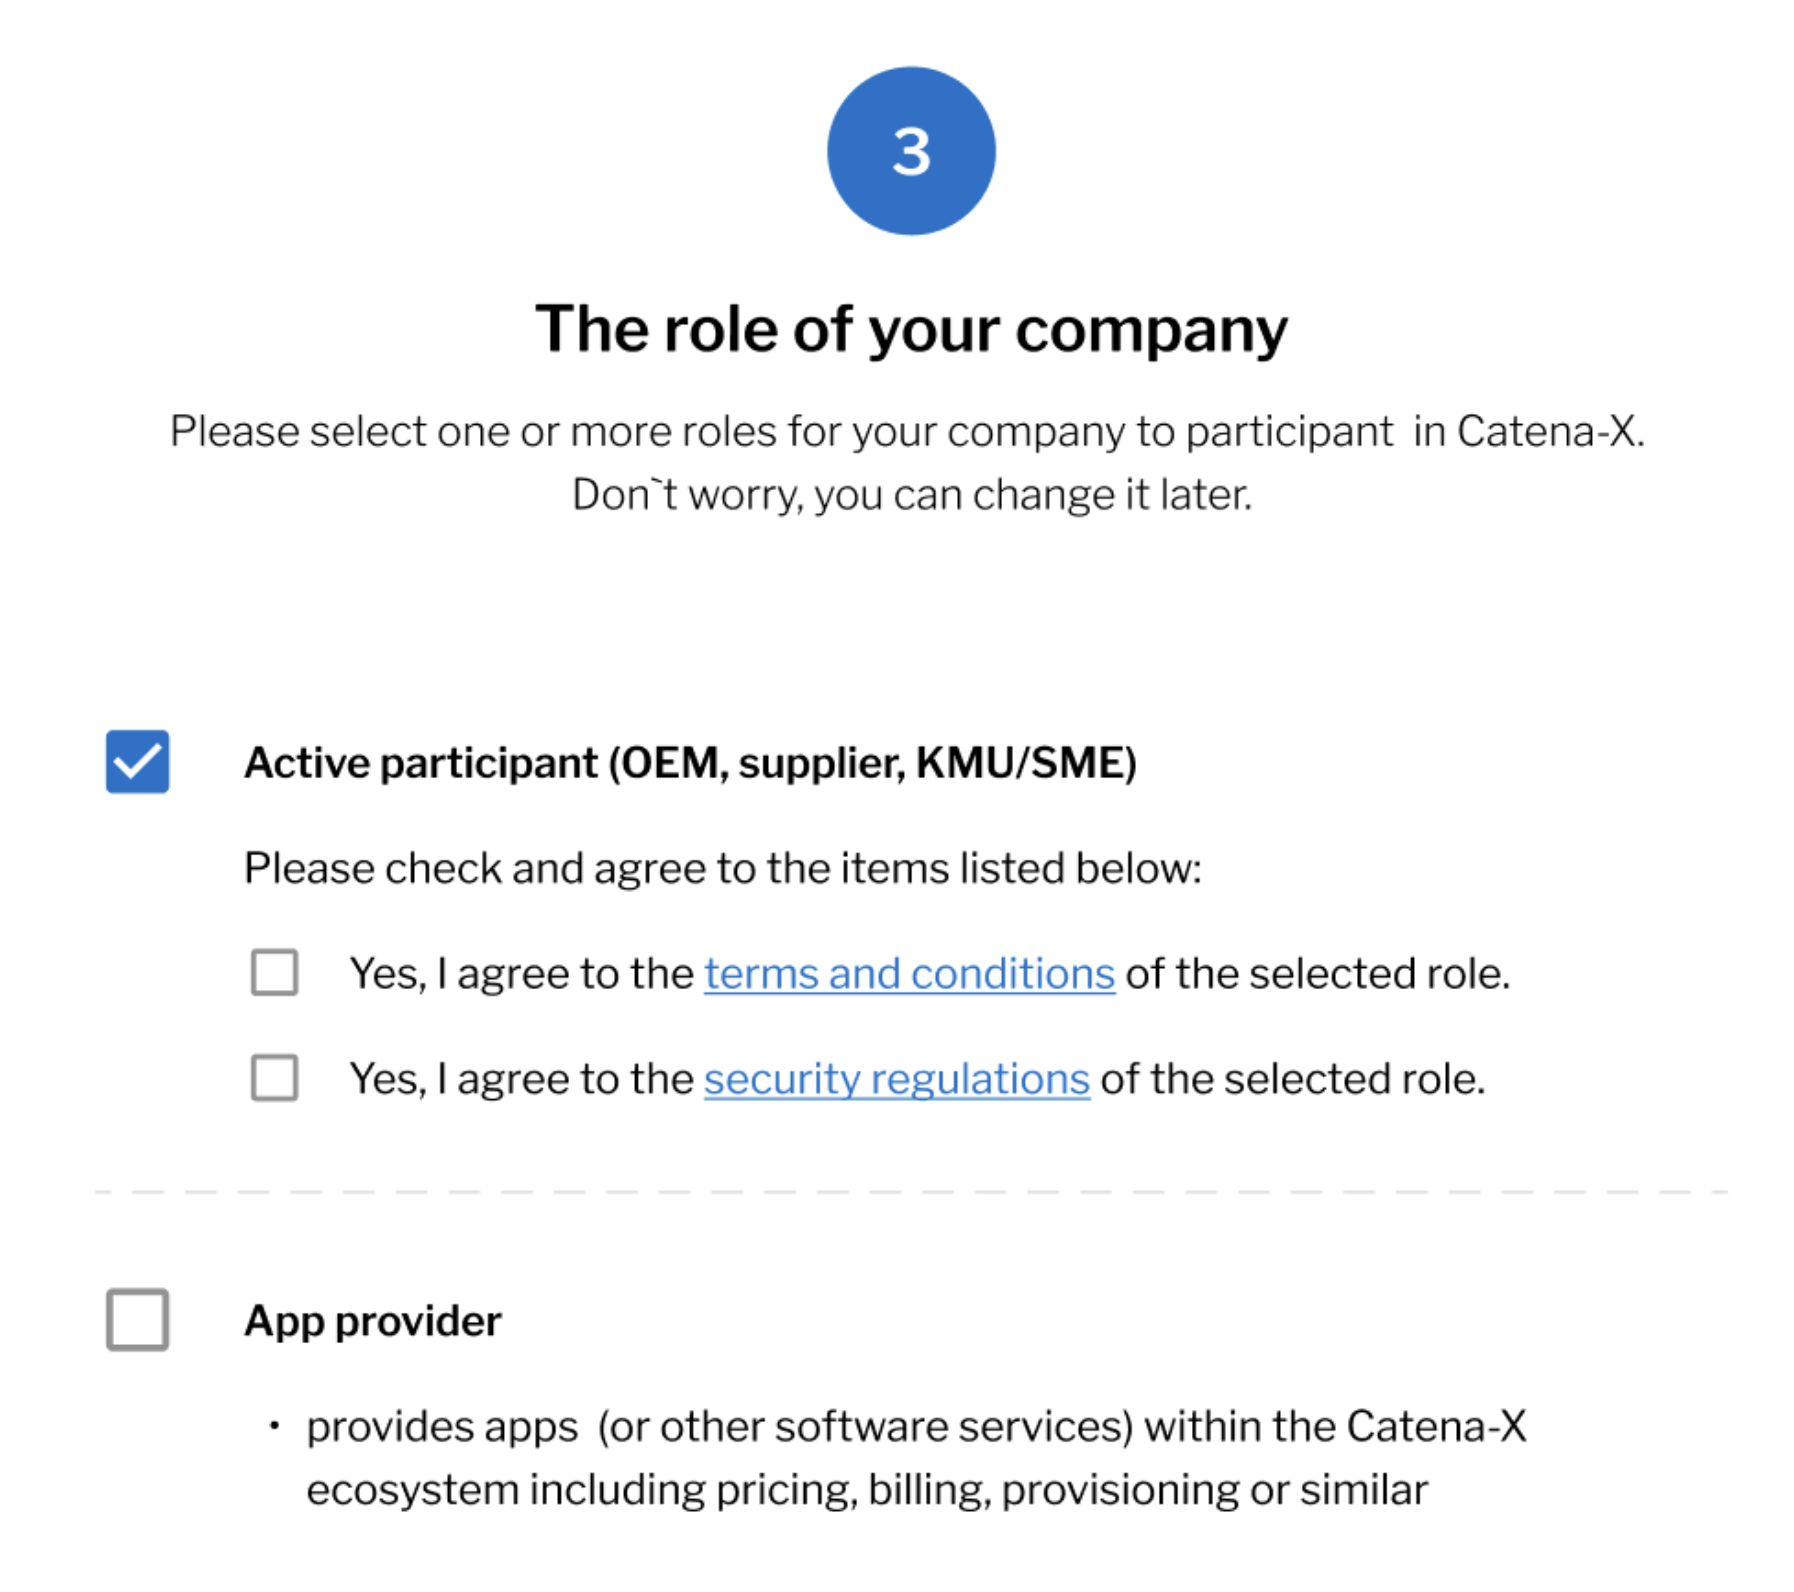 3
The role of your company
Please select one or more roles for your company to participant  in Catena-X.
Don`t worry, you can change it later.
Active participant (OEM, supplier, KMU/SME)
Please check and agree to the items listed below:
Yes, I agree to the terms and conditions of the selected role.
Yes, I agree to the security regulations of the selected role.
App provider
• provides apps  (or other software services) within the Catena-X
ecosystem including pricing, billing, provisioning or similar